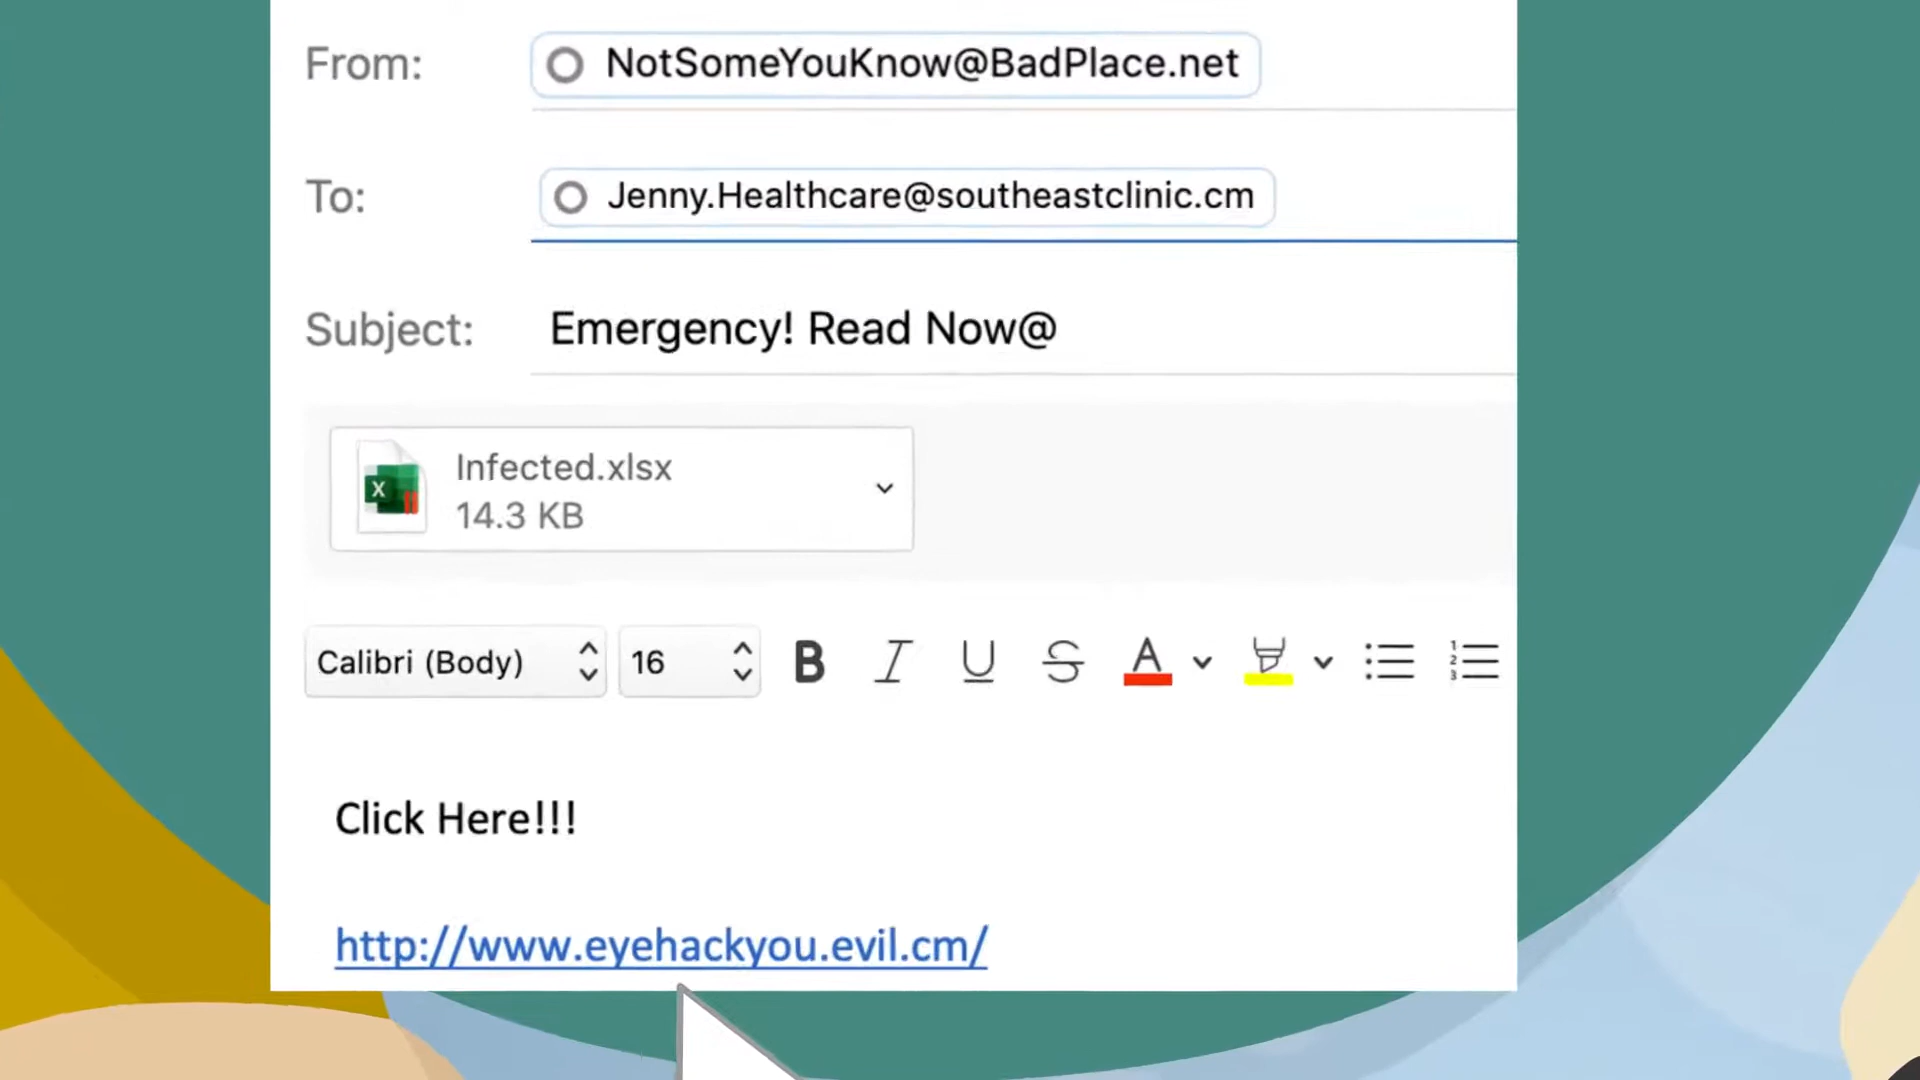 From: NotSomeYouKnow@BadPlace.net
To: Jenny.Healthcare@southeastclinic.cm
Subject: Emergency! Read Now@
X
Infected.xlsx
14.3 KB
Calibri (Body) 16 B I U S A
Click Here!!!
http://www.eyehackyou.evil.cm/